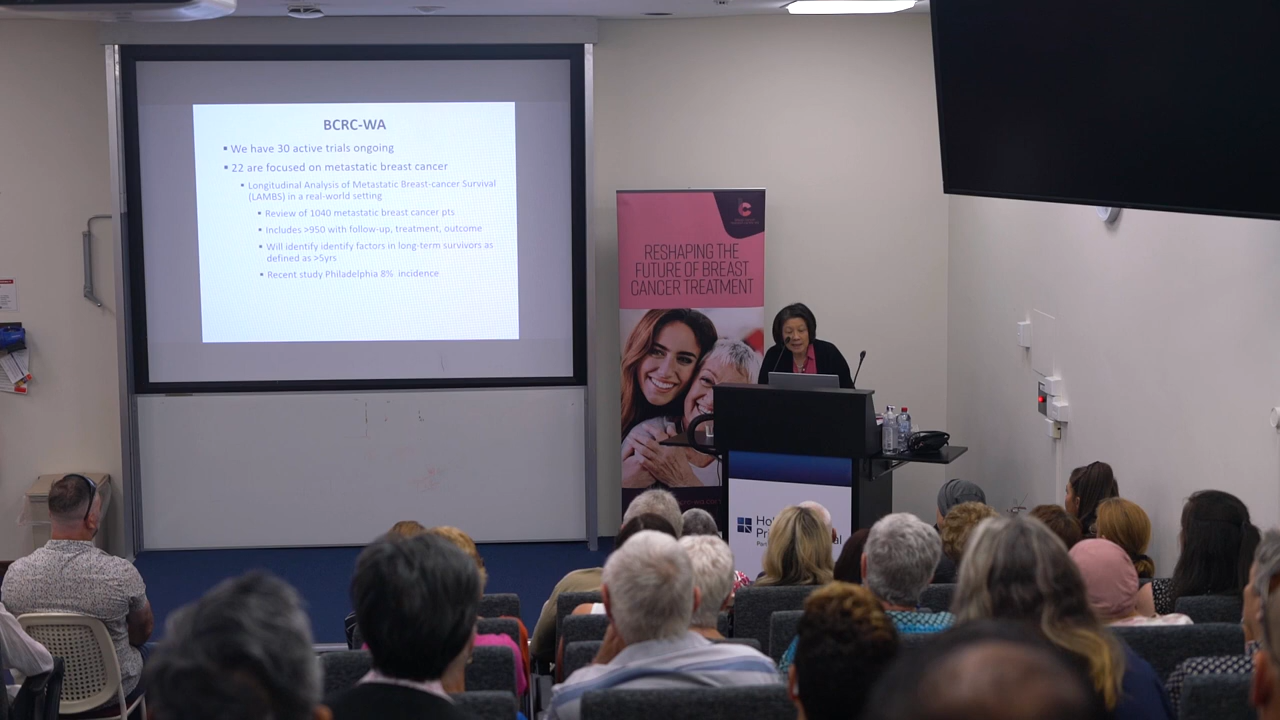 BCRC-WA
▪ We have 30 active trials ongoing
▪ 22 are focused on metastatic breast cancer
▪ Longitudinal Analysis of Metastatic Breast-cancer Survival
(LAMBS) in a real-world setting
▪ Review of 1040 metastatic breast cancer pts
▪ Includes >950 with follow-up, treatment, outcome
▪ Will identify identify factors in long-term survivors as
defined as >5yrs
▪ Recent study Philadelphia 8% incidence
RESHAPING THE
FUTURE OF BREAST
CANCER TREATMENT